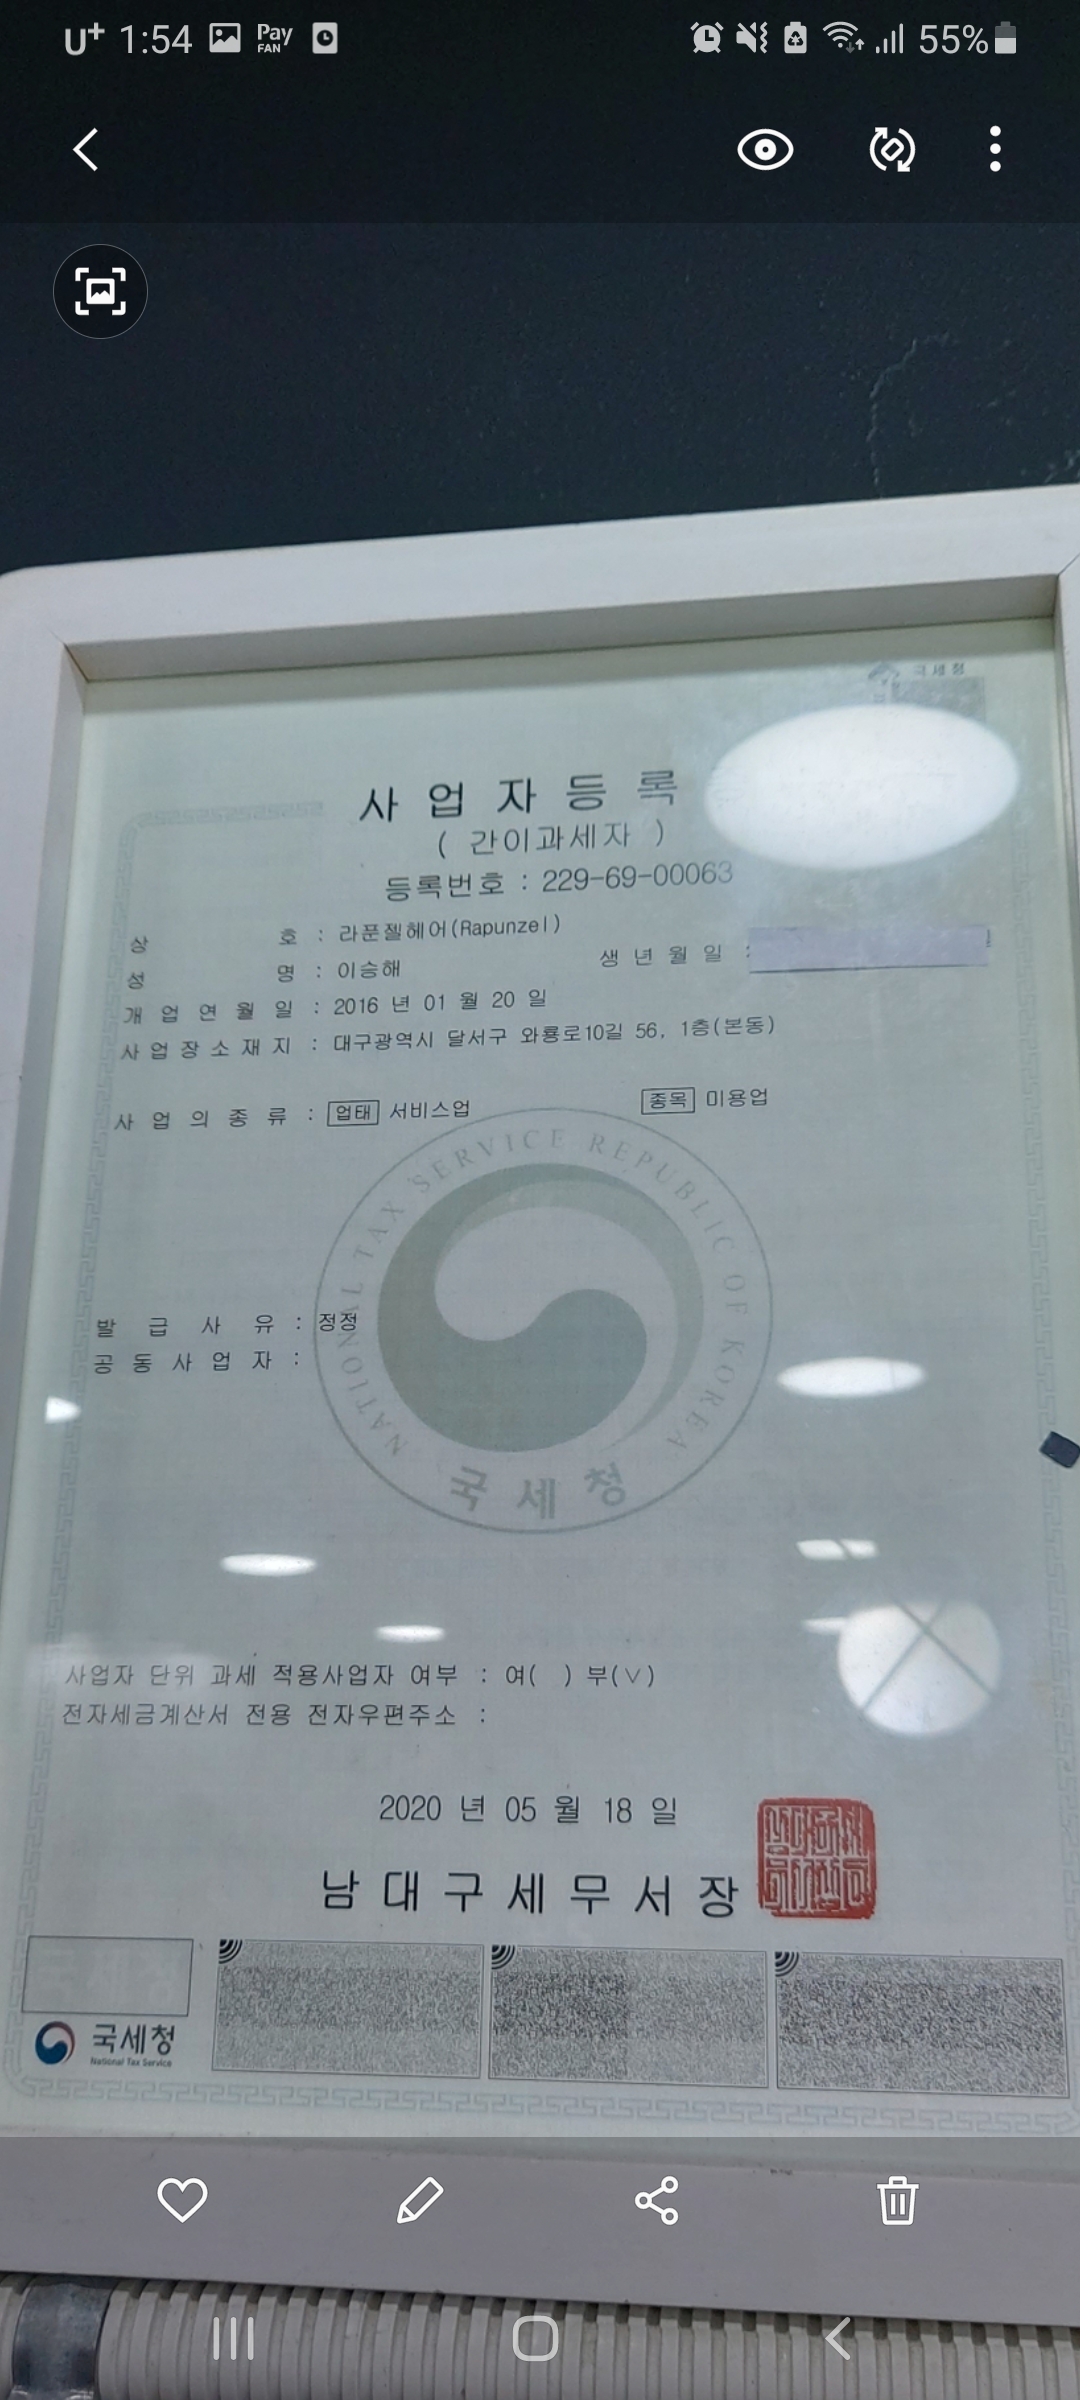 U+ 1:54 Pay FAN 55%
국세청
사업자등록
( 간이과세자 )
등록번호 : 229-69-00063
상 호 : 라푼젤헤어(Rapunzel)
성 명 : 이승해 생년월일 :
개업연월일 : 2016 년 01 월 20 일
사업장소재지 : 대구광역시 달서구 와룡로10길 56, 1층(본동)
사업의종류 : 업태 서비스업 종목 미용업
NATIONAL TAX SERVICE REPUBLIC OF KOREA
발급사유 : 정정
공동사업자 :
국세청
사업자 단위 과세 적용사업자 여부 : 여( ) 부(∨)
전자세금계산서 전용 전자우편주소 :
2020 년 05 월 18 일
남대구세무서장
국세청
National Tax Service